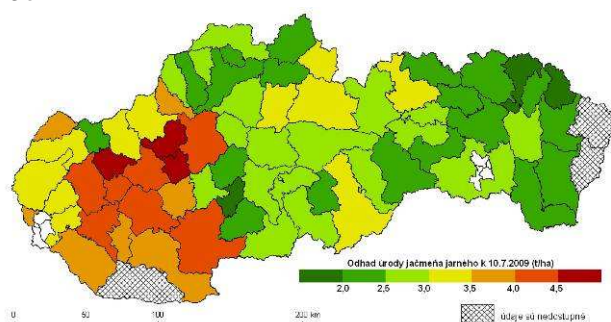 Odhad úrody jačmeňa jarného k 10.7.2009 (t/ha)
2,0 2,5 3,0 3,5 4,0 4,5
0 50 100 200 km
údaje sú nedostupné